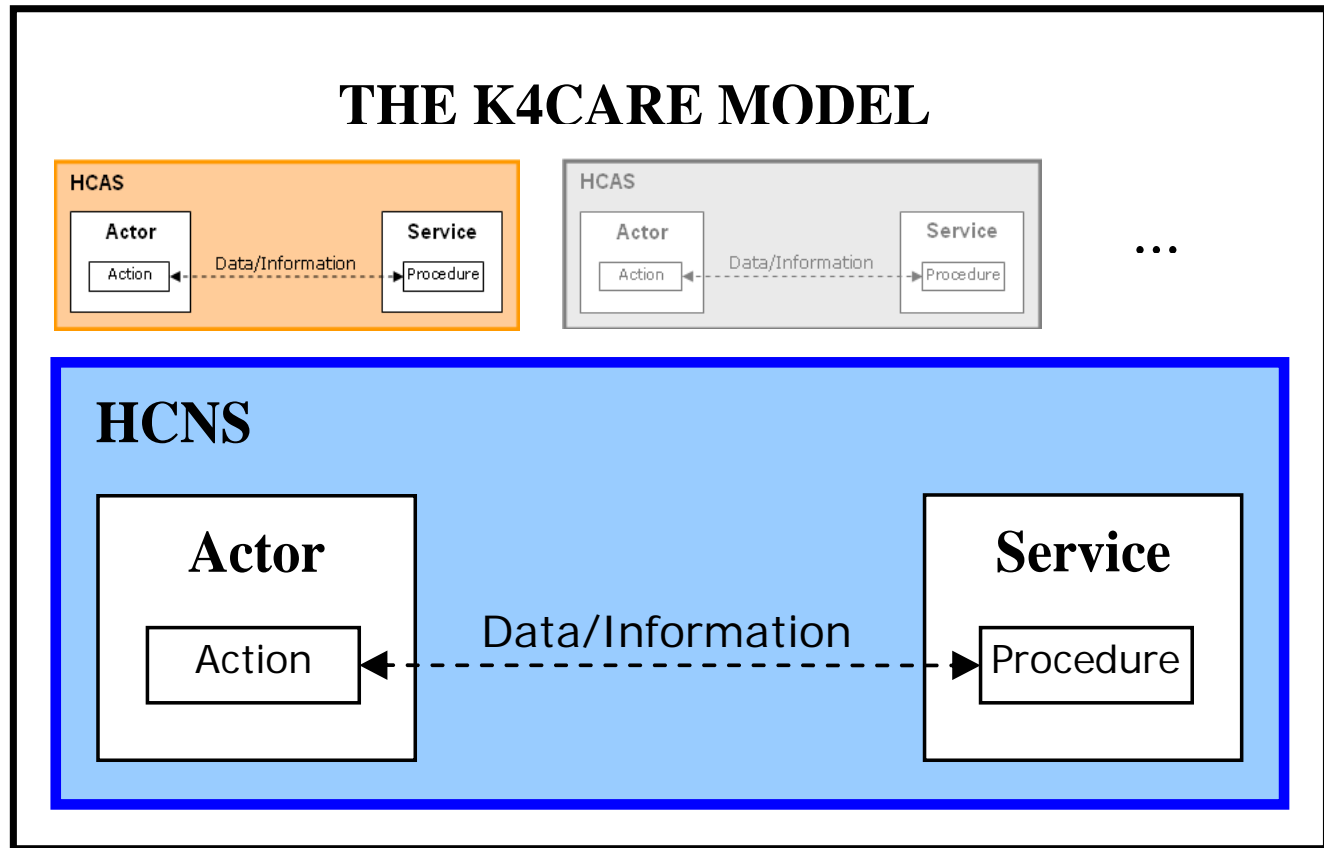 THE K4CARE MODEL
HCAS
Actor
Service
Action
Data/Information
Procedure
HCAS
Actor
Service
Action
Data/Information
Procedure
...
HCNS
Actor
Service
Action
Data/Information
Procedure